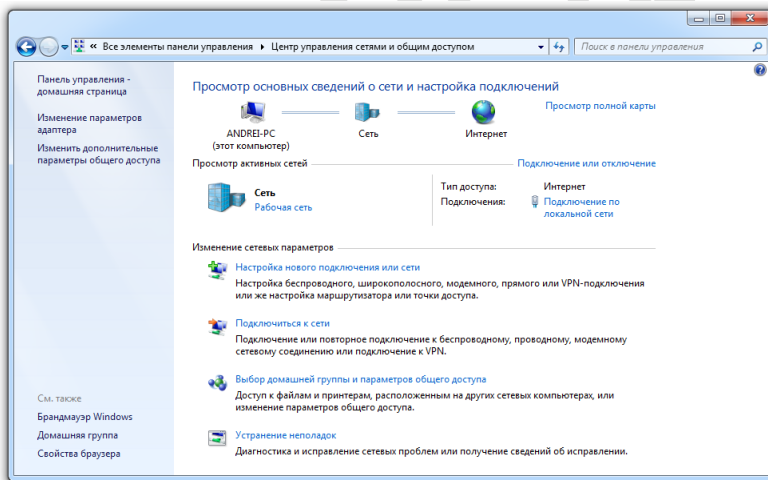 « Все элементы панели управления ▸ Центр управления сетями и общим доступом
Поиск в панели управления
Панель управления -
домашняя страница
Изменение параметров
адаптера
Изменить дополнительные
параметры общего доступа
См. также
Брандмауэр Windows
Домашняя группа
Свойства браузера
Просмотр основных сведений о сети и настройка подключений
ANDREI-PC
(этот компьютер)
Сеть
Интернет
Просмотр полной карты
Просмотр активных сетей
Подключение или отключение
Сеть
Рабочая сеть
Тип доступа: Интернет
Подключения: Подключение по
локальной сети
Изменение сетевых параметров
Настройка нового подключения или сети
Настройка беспроводного, широкополосного, модемного, прямого или VPN-подключения
или же настройка маршрутизатора или точки доступа.
Подключиться к сети
Подключение или повторное подключение к беспроводному, проводному, модемному
сетевому соединению или подключение к VPN.
Выбор домашней группы и параметров общего доступа
Доступ к файлам и принтерам, расположенным на других сетевых компьютерах, или
изменение параметров общего доступа.
Устранение неполадок
Диагностика и исправление сетевых проблем или получение сведений об исправлении.